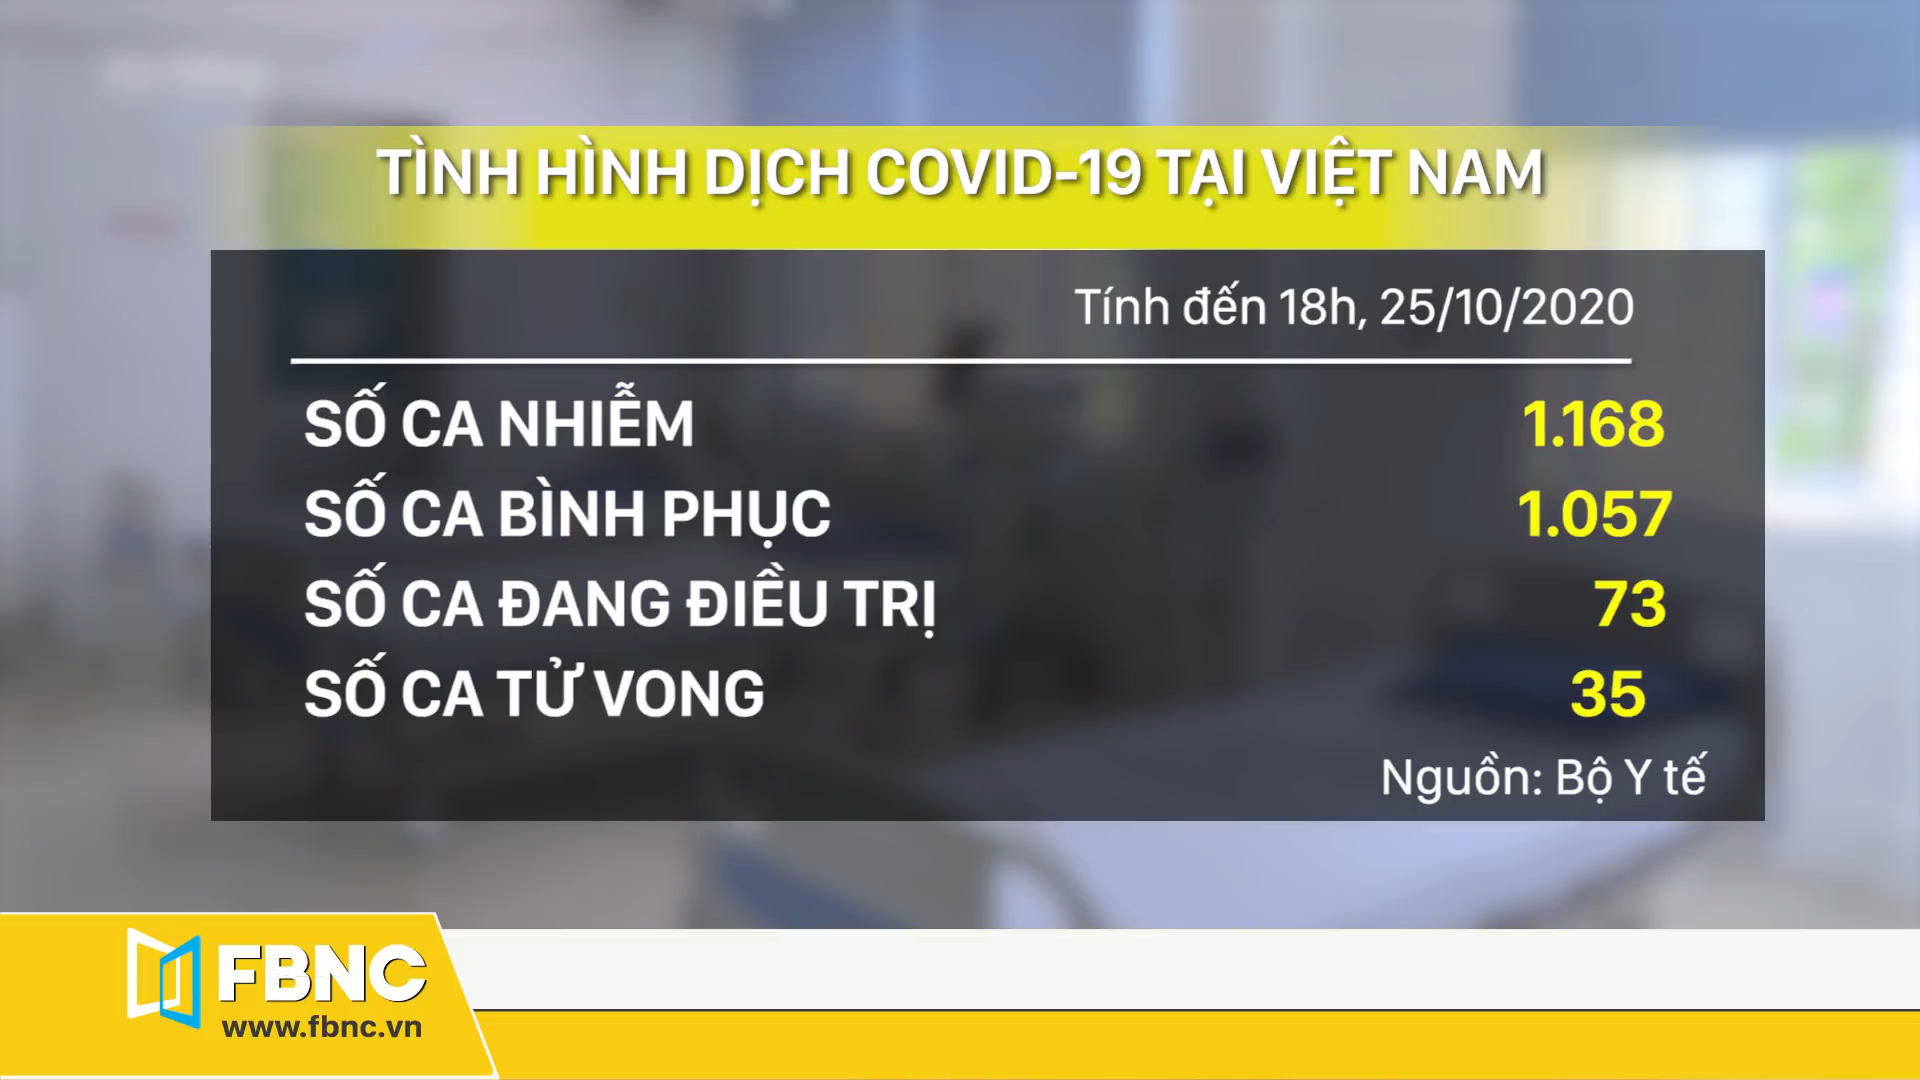 TÌNH HÌNH DỊCH COVID-19 TẠI VIỆT NAM
Tính đến 18h, 25/10/2020
SỐ CA NHIỄM 1.168
SỐ CA BÌNH PHỤC 1.057
SỐ CA ĐANG ĐIỀU TRỊ 73
SỐ CA TỬ VONG 35
Nguồn: Bộ Y tế
FBNC
www.fbnc.vn